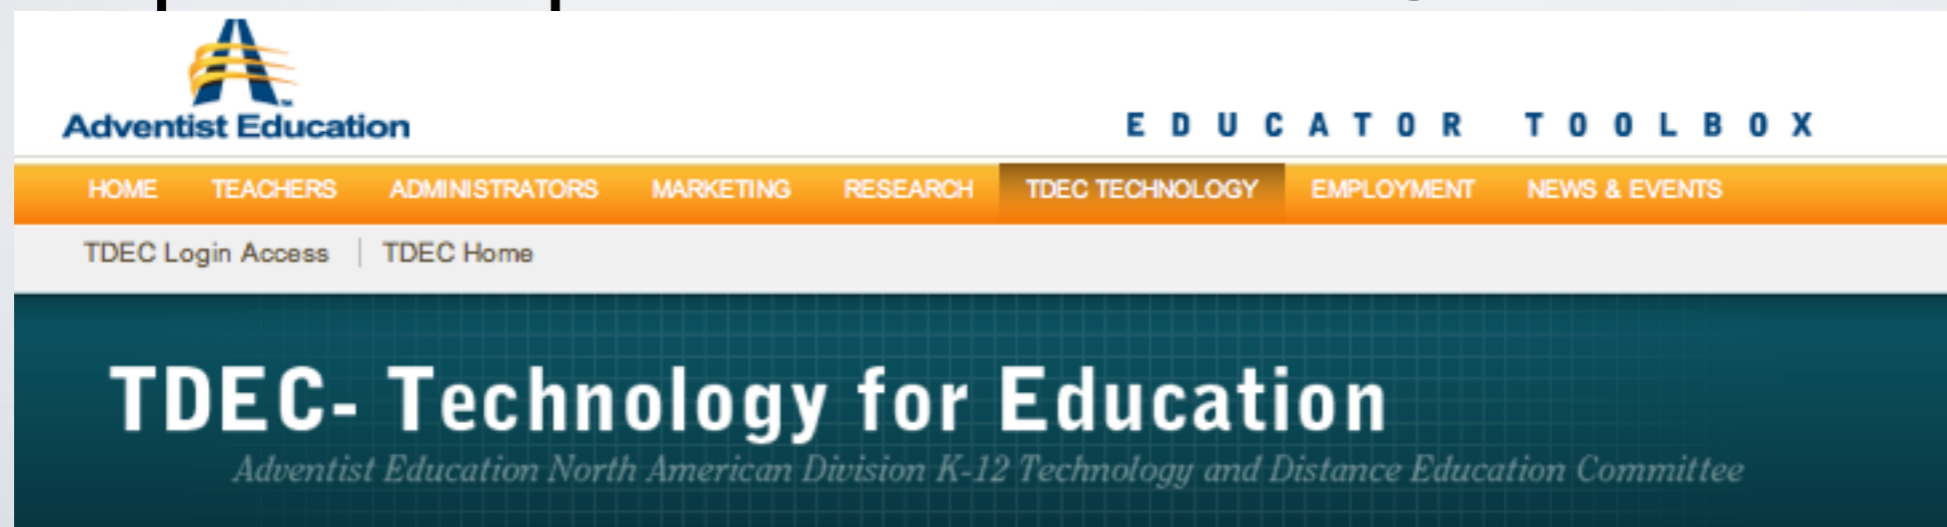 Adventist Education
EDUCATOR TOOLBOX
HOME TEACHERS ADMINISTRATORS MARKETING RESEARCH TDEC TECHNOLOGY EMPLOYMENT NEWS & EVENTS
TDEC Login Access | TDEC Home
TDEC- Technology for Education
Adventist Education North American Division K-12 Technology and Distance Education Committee